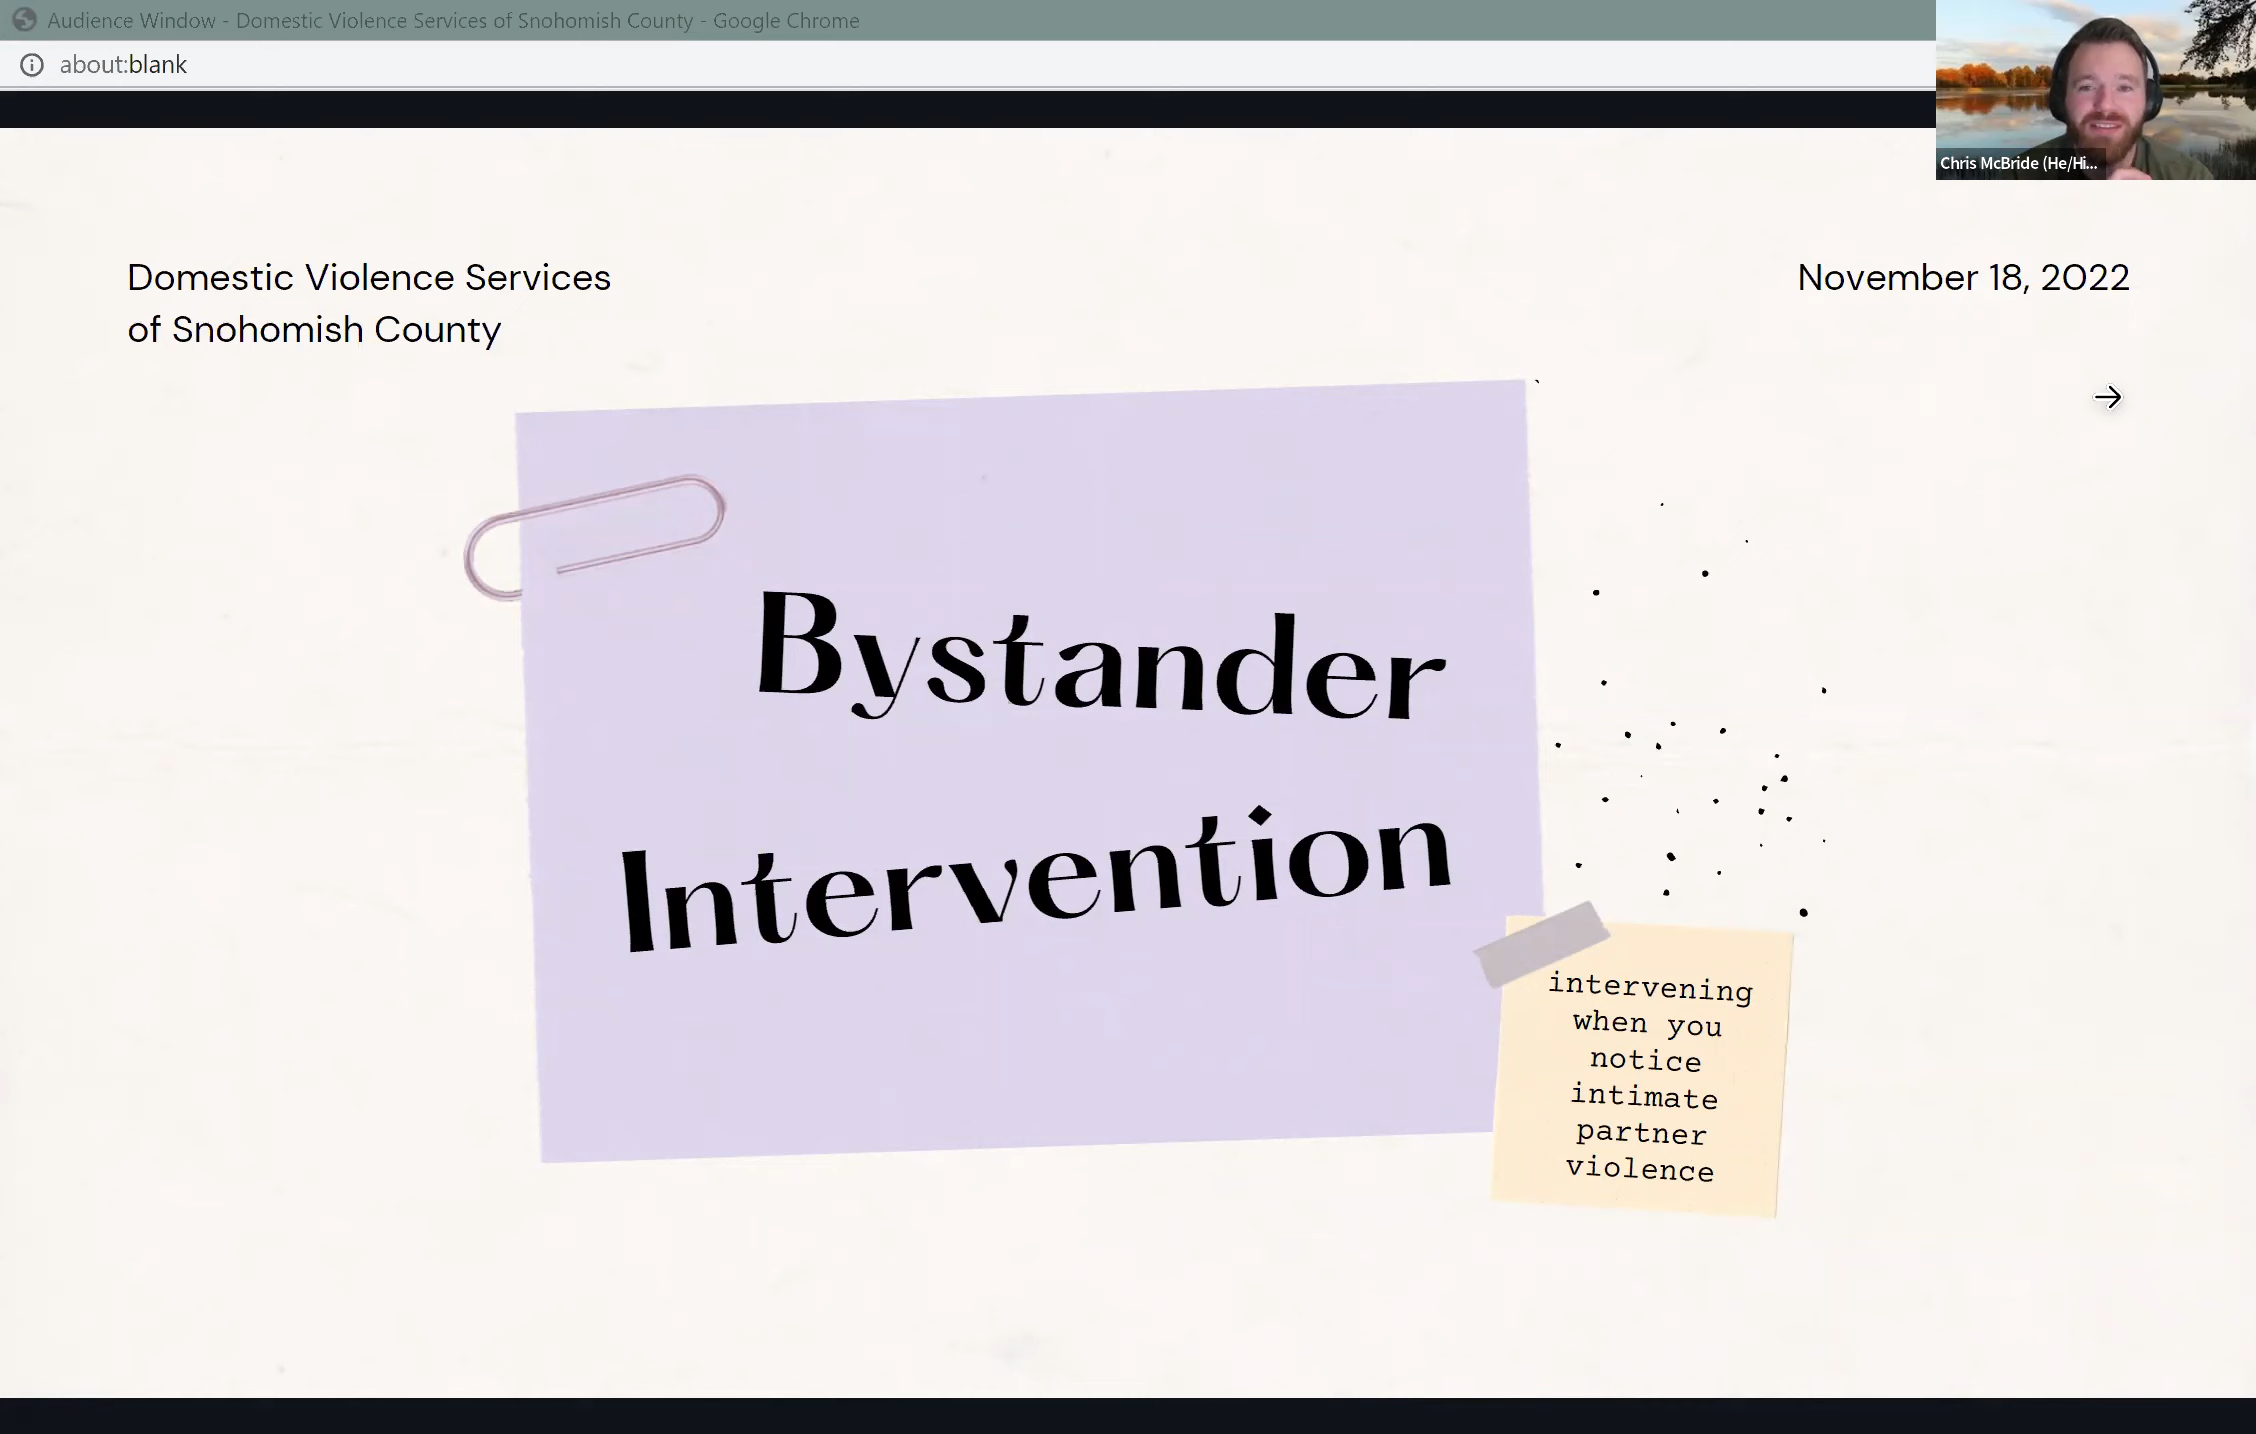 Audience Window - Domestic Violence Services of Snohomish County - Google Chrome
about:blank
Chris McBride (He/Hi...
Domestic Violence Services
of Snohomish County
November 18, 2022
Bystander
Intervention
intervening
when you
notice
intimate
partner
violence